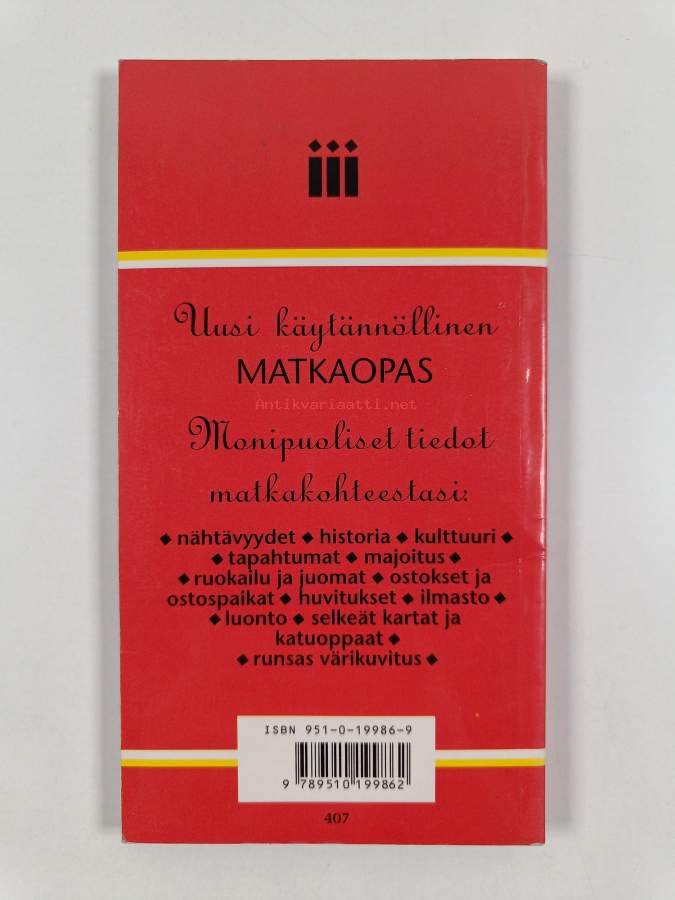 iii
Uusi käytännöllinen
MATKAOPAS
Antikvariaatti.net
Monipuoliset tiedot
matkakohteestasi:
◆ nähtävyydet ◆ historia ◆ kulttuuri ◆
◆ tapahtumat ◆ majoitus ◆
◆ ruokailu ja juomat ◆ ostokset ja
ostospaikat ◆ huvitukset ◆ ilmasto ◆
◆ luonto ◆ selkeät kartat ja
katuoppaat ◆
◆ runsas värikuvitus ◆
ISBN 951-0-19986-9
9 789510 199862
407